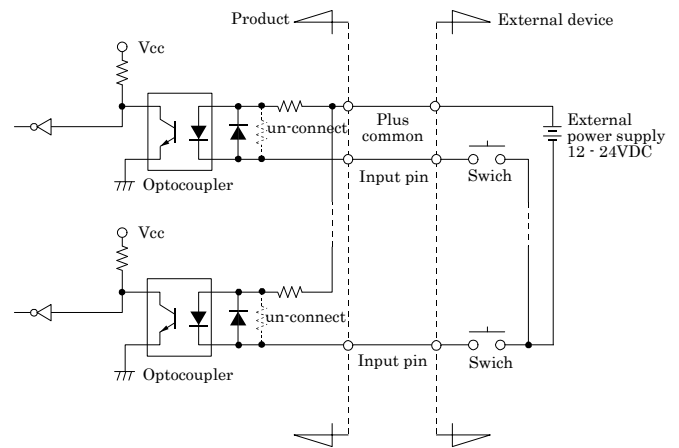 Product
External device
Vcc
un-connect
Plus
common
External
power supply
12 - 24VDC
Optocoupler
Input pin
Swich
Vcc
un-connect
Optocoupler
Input pin
Swich